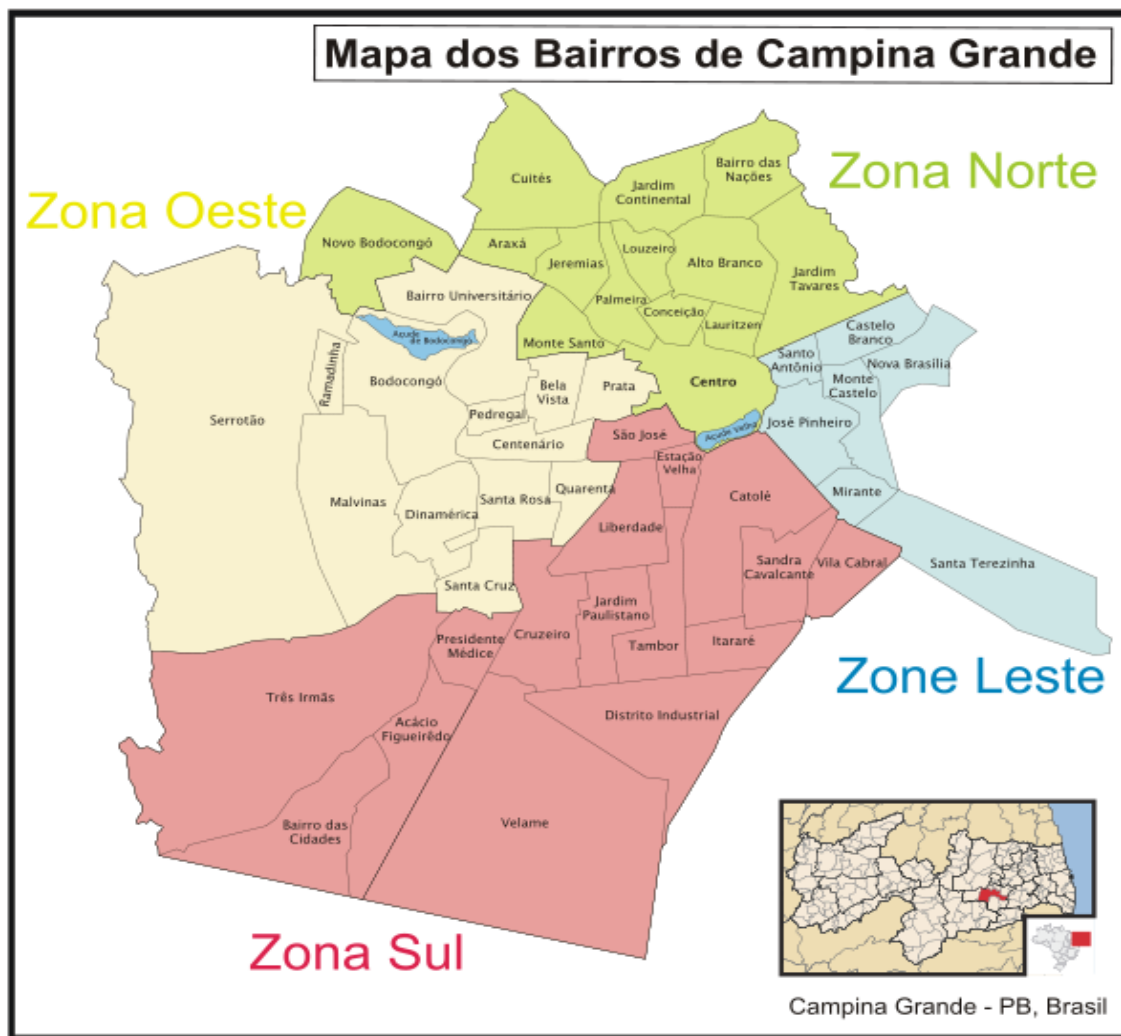 Mapa dos Bairros de Campina Grande
Zona Norte
Zona Oeste
Cuités
Bairro das
Nações
Jardim
Continental
Novo Bodocongó
Araxá
Jeremias
Louzeiro
Alto Branco
Jardim
Tavares
Bairro Universitário
Palmeira
Conceição
Lauritzen
Monte Santo
Centro
Castelo
Branco
Santo
Antônio
Nova Brasília
Monte
Castelo
José Pinheiro
Mirante
Santa Terezinha
Açude
de Bodocongó
Ramadinha
Bodocongó
Bela
Vista
Prata
Serrotão
Pedregal
Centenário
Malvinas
Dinamérica
Santa Rosa
Quarenta
Santa Cruz
São José
Açude Velho
Estação
Velha
Catolé
Liberdade
Sandra
Cavalcante
Vila Cabral
Jardim
Paulistano
Cruzeiro
Tambor
Itararé
Presidente
Médice
Zone Leste
Três Irmãs
Acácio
Figueirêdo
Distrito Industrial
Bairro das
Cidades
Velame
Zona Sul
Campina Grande - PB, Brasil